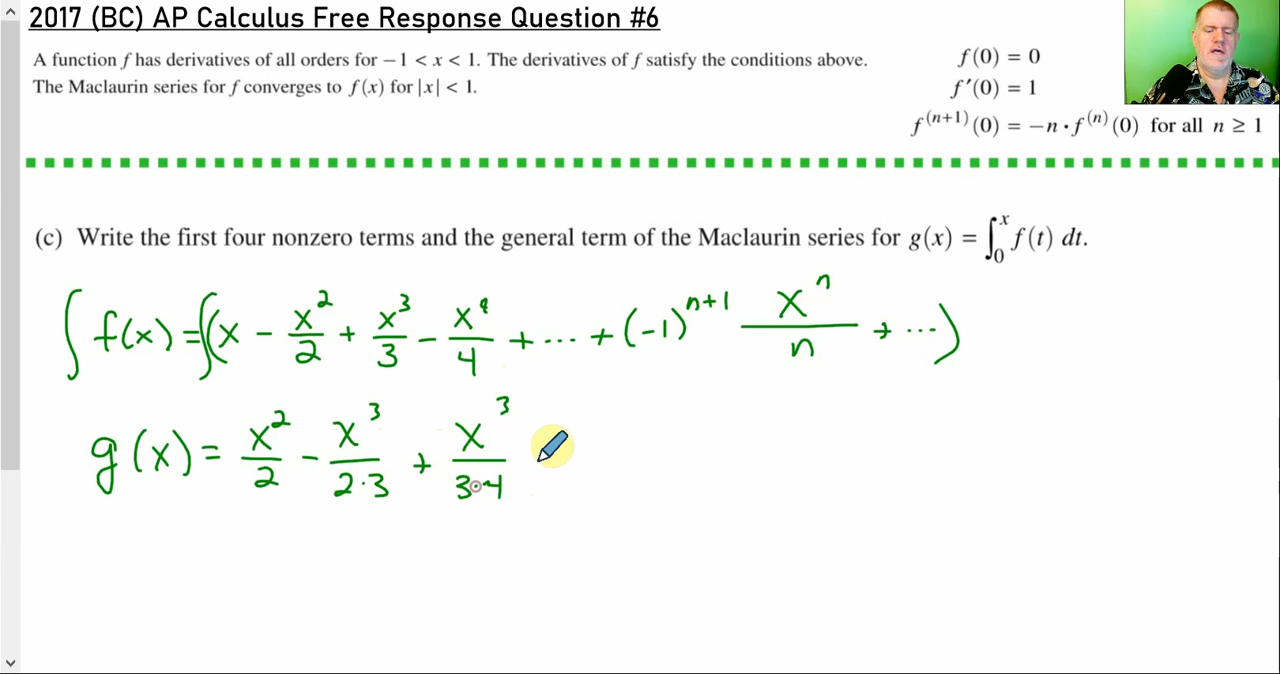 2017 (BC) AP Calculus Free Response Question #6
A function f has derivatives of all orders for −1 < x < 1. The derivatives of f satisfy the conditions above.
The Maclaurin series for f converges to f(x) for |x| < 1.
f(0) = 0
f′(0) = 1
f^(n+1)(0) = −n · f^(n)(0) for all n ≥ 1
(c) Write the first four nonzero terms and the general term of the Maclaurin series for g(x) = ∫₀ˣ f(t) dt.
∫ f(x) = ∫(x − x²/2 + x³/3 − x⁴/4 + ··· + (−1)^(n+1) xⁿ/n + ···)
g(x) = x²/2 − x³/(2·3) + x³/(3·4)